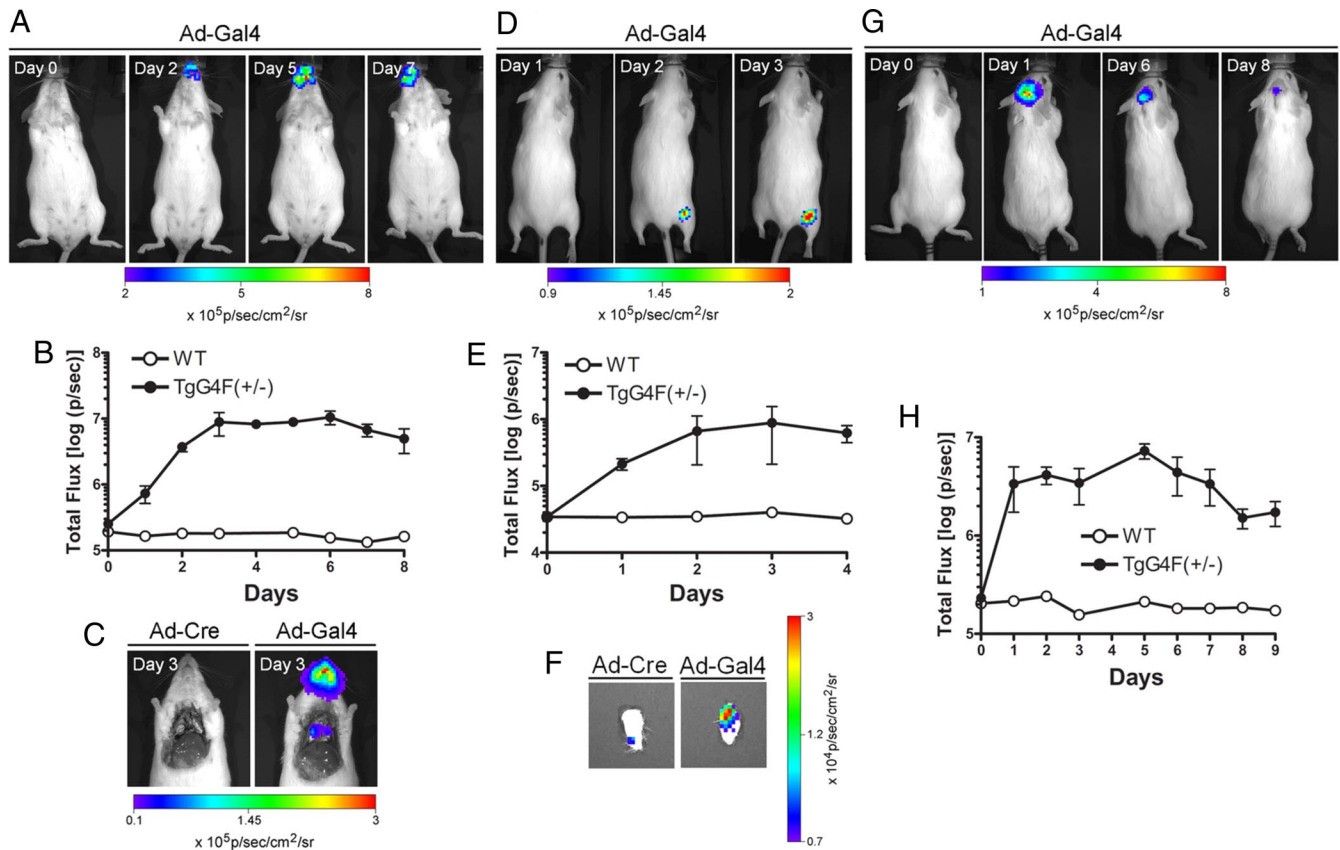 A
Ad-Gal4
Day 0
Day 2
Day 5
Day 7
2
5
8
x 10⁵p/sec/cm²/sr
B
Total Flux [log (p/sec)]
8
7
6
5
WT
TgG4F(+/-)
0
2
4
6
8
Days
C
Ad-Cre
Ad-Gal4
Day 3
Day 3
0.1
1.45
3
x 10⁵p/sec/cm²/sr
D
Ad-Gal4
Day 1
Day 2
Day 3
0.9
1.45
2
x 10⁵p/sec/cm²/sr
E
Total Flux [log (p/sec)]
7
6
5
4
WT
TgG4F(+/-)
0
1
2
3
4
Days
F
Ad-Cre
Ad-Gal4
3
2
1.2
0.7
x 10⁴p/sec/cm²/sr
G
Ad-Gal4
Day 0
Day 1
Day 6
Day 8
1
4
8
x 10⁵p/sec/cm²/sr
H
Total Flux [log (p/sec)]
7
6
5
WT
TgG4F(+/-)
0
1
2
3
4
5
6
7
8
9
Days